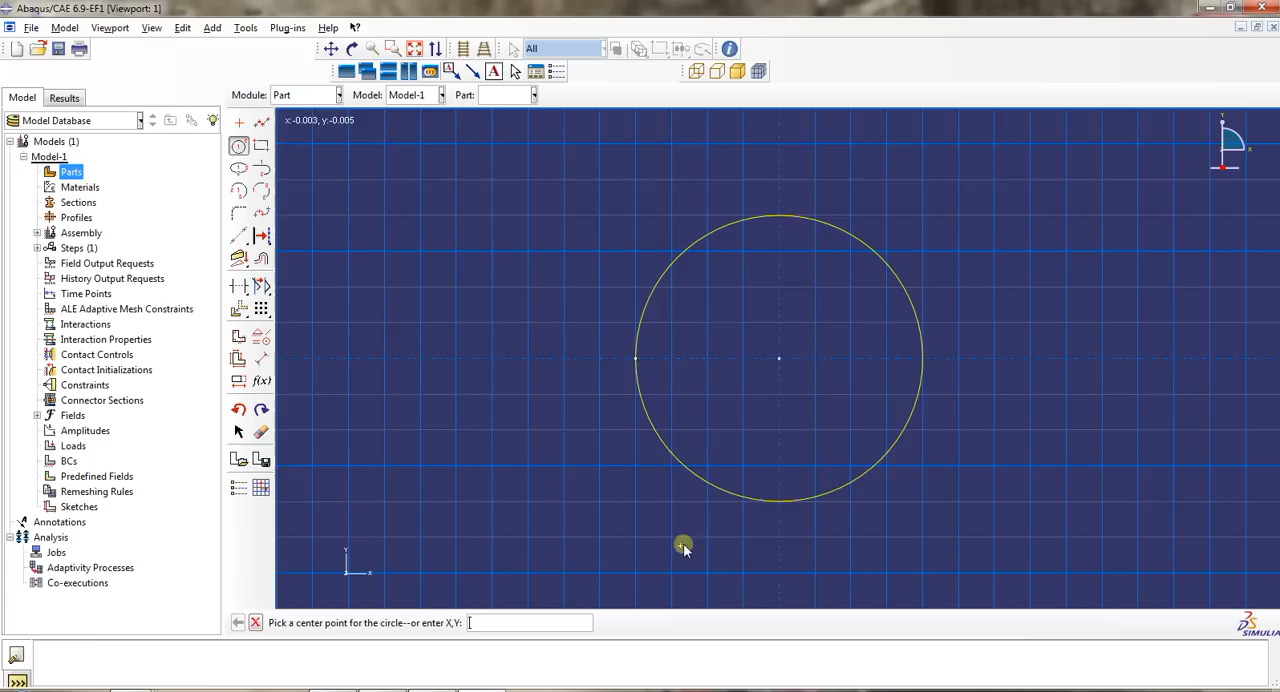 Abaqus/CAE 6.9-EF1 [Viewport: 1]
File Model Viewport View Edit Add Tools Plug-ins Help
All
Model Results Module: Part Model: Model-1 Part:
Model Database
x:-0.003, y:-0.005
Models (1)
Model-1
Parts
Materials
Sections
Profiles
Assembly
Steps (1)
Field Output Requests
History Output Requests
Time Points
ALE Adaptive Mesh Constraints
Interactions
Interaction Properties
Contact Controls
Contact Initializations
Constraints
Connector Sections
Fields
Amplitudes
Loads
BCs
Predefined Fields
Remeshing Rules
Sketches
Annotations
Analysis
Jobs
Adaptivity Processes
Co-executions
f(x)
Y
X
Y
X
Pick a center point for the circle--or enter X,Y:
SIMULIA
>>>